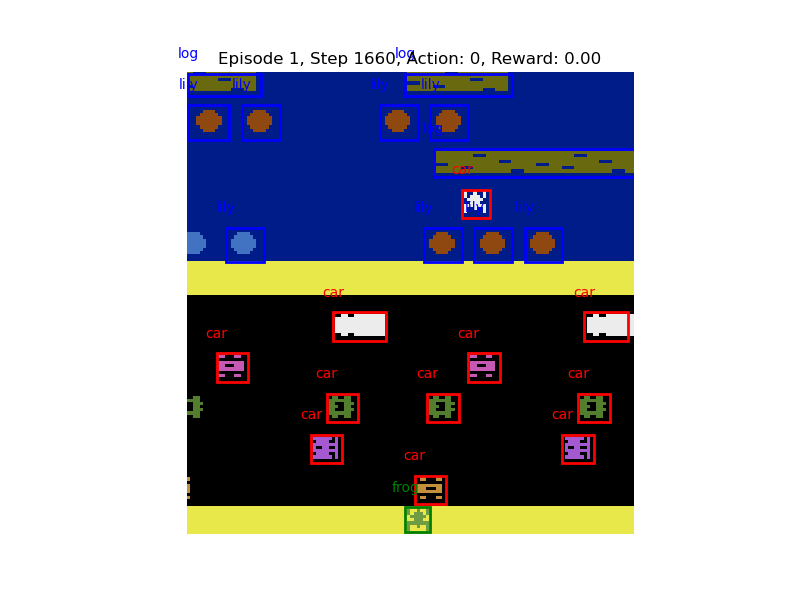 log log
Episode 1, Step 1660, Action: 0, Reward: 0.00
lily lily lily lily
log
car
lily lily lily
car car
car car
car car car
car car
car
frog